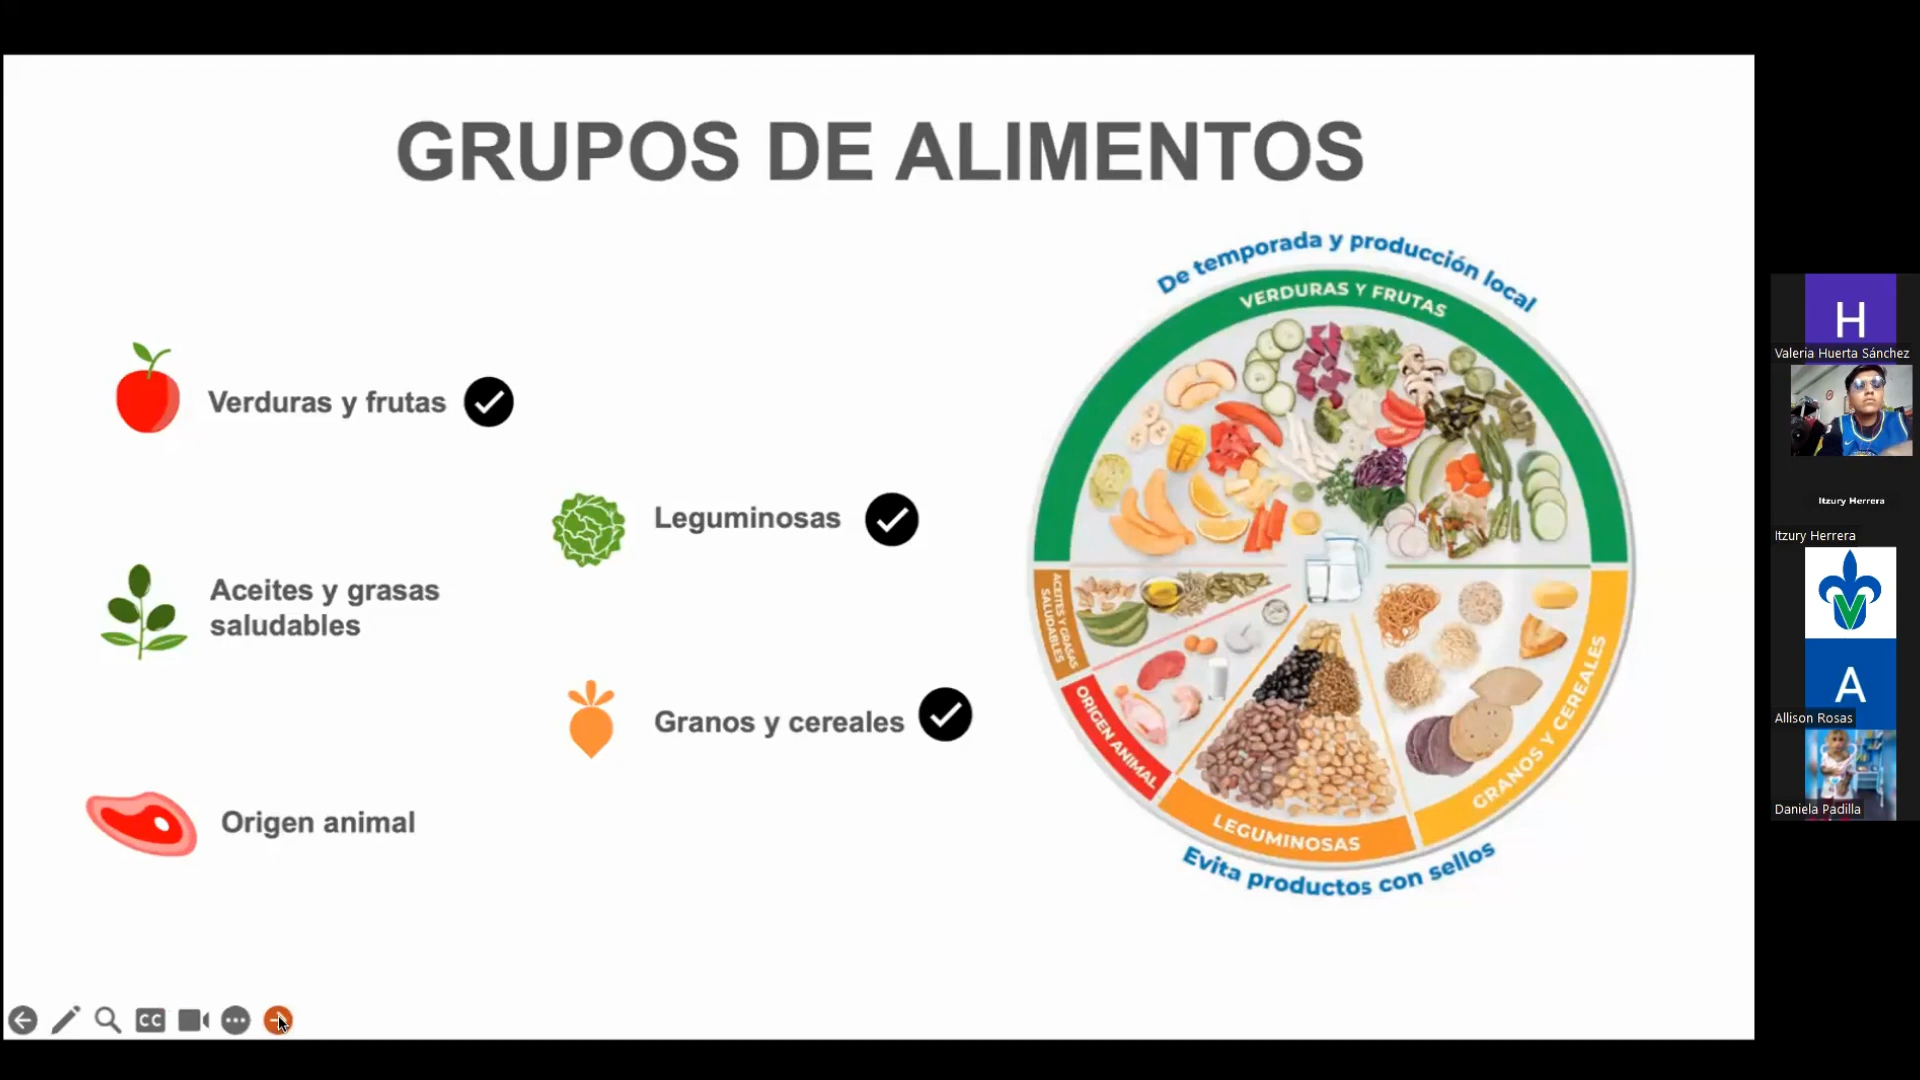 GRUPOS DE ALIMENTOS
Verduras y frutas
Leguminosas
Aceites y grasas
saludables
Granos y cereales
Origen animal
De temporada y producción local
VERDURAS Y FRUTAS
ACEITES Y GRASAS
SALUDABLES
ORIGEN ANIMAL
LEGUMINOSAS
GRANOS Y CEREALES
Evita productos con sellos
CC
H
Valeria Huerta Sánchez
Itzury Herrera
Itzury Herrera
V
A
Allison Rosas
Daniela Padilla